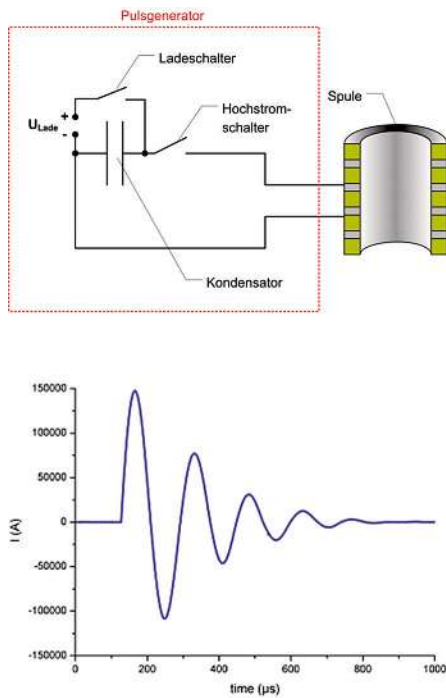 Pulsgenerator
Ladeschalter
Hochstrom-
schalter
Spule
+
U Lade
-
Kondensator
150000
100000
50000
0
-50000
-100000
-150000
I (A)
0
200
400
600
800
1000
time (µs)